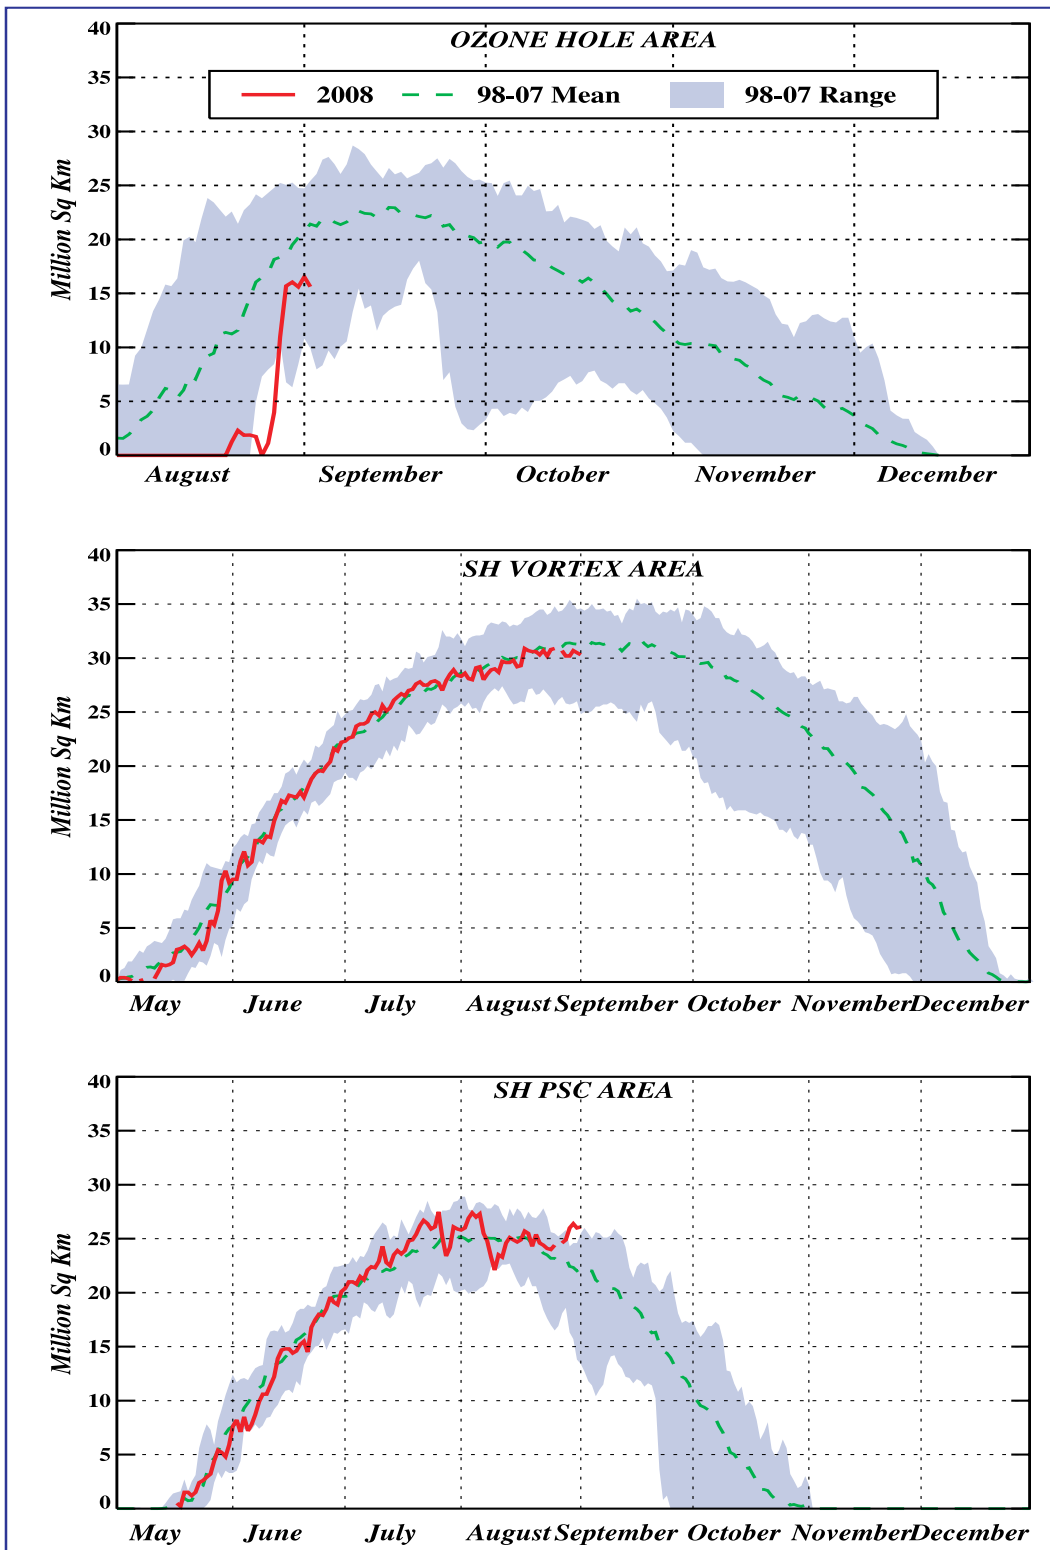 OZONE HOLE AREA
2008 98-07 Mean 98-07 Range
Million Sq Km
40
35
30
25
20
15
10
5
0
August September October November December
SH VORTEX AREA
Million Sq Km
40
35
30
25
20
15
10
5
0
May June July August September October November December
SH PSC AREA
Million Sq Km
40
35
30
25
20
15
10
5
0
May June July August September October November December